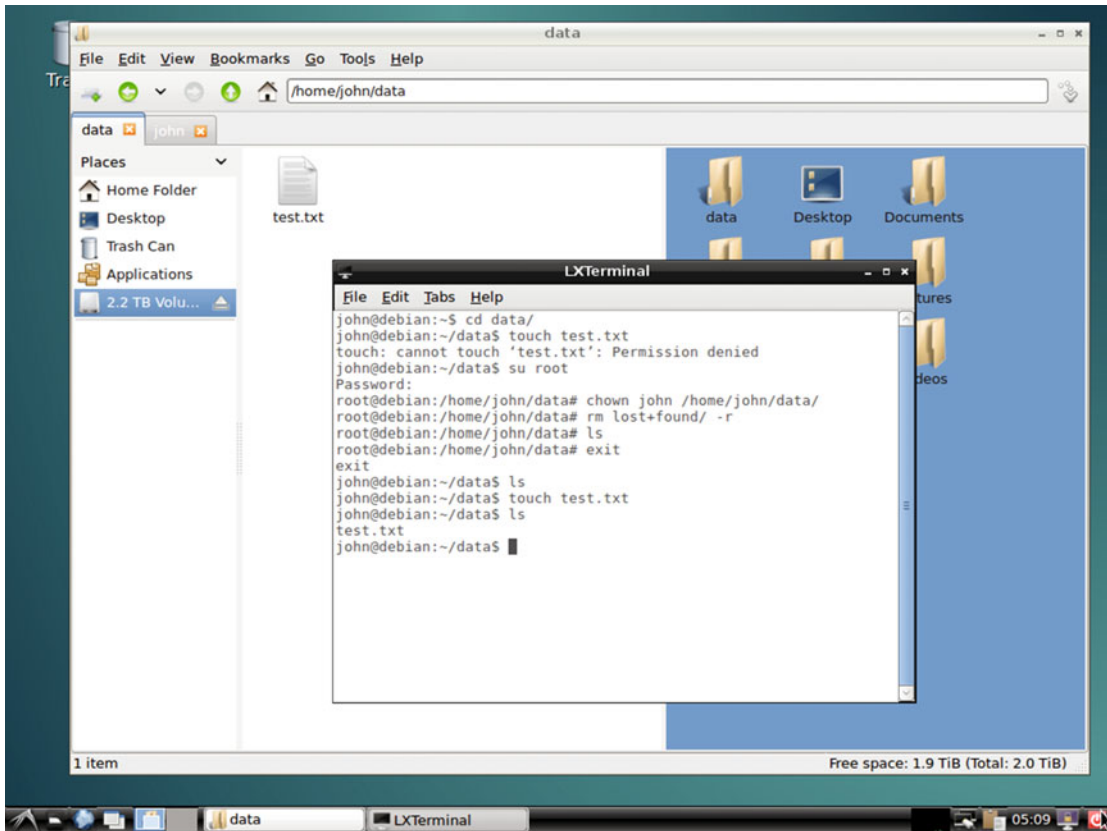 data
File Edit View Bookmarks Go Tools Help
/home/john/data
data john
Places
Home Folder
Desktop
Trash Can
Applications
2.2 TB Volu...
test.txt
data Desktop Documents
LXTerminal
File Edit Tabs Help
john@debian:~$ cd data/
john@debian:~/data$ touch test.txt
touch: cannot touch ‘test.txt’: Permission denied
john@debian:~/data$ su root
Password:
root@debian:/home/john/data# chown john /home/john/data/
root@debian:/home/john/data# rm lost+found/ -r
root@debian:/home/john/data# ls
root@debian:/home/john/data# exit
exit
john@debian:~/data$ ls
john@debian:~/data$ touch test.txt
john@debian:~/data$ ls
test.txt
john@debian:~/data$
1 item
Free space: 1.9 TiB (Total: 2.0 TiB)
data
LXTerminal
05:09